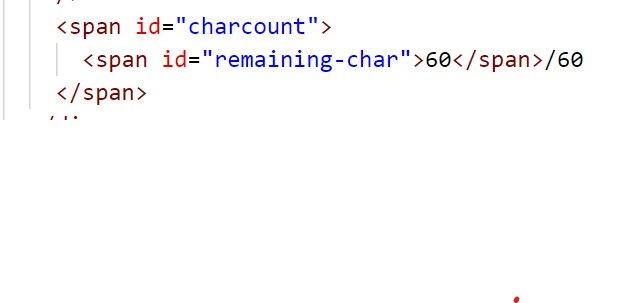 <span id="charcount">
<span id="remaining-char">60</span>/60
</span>